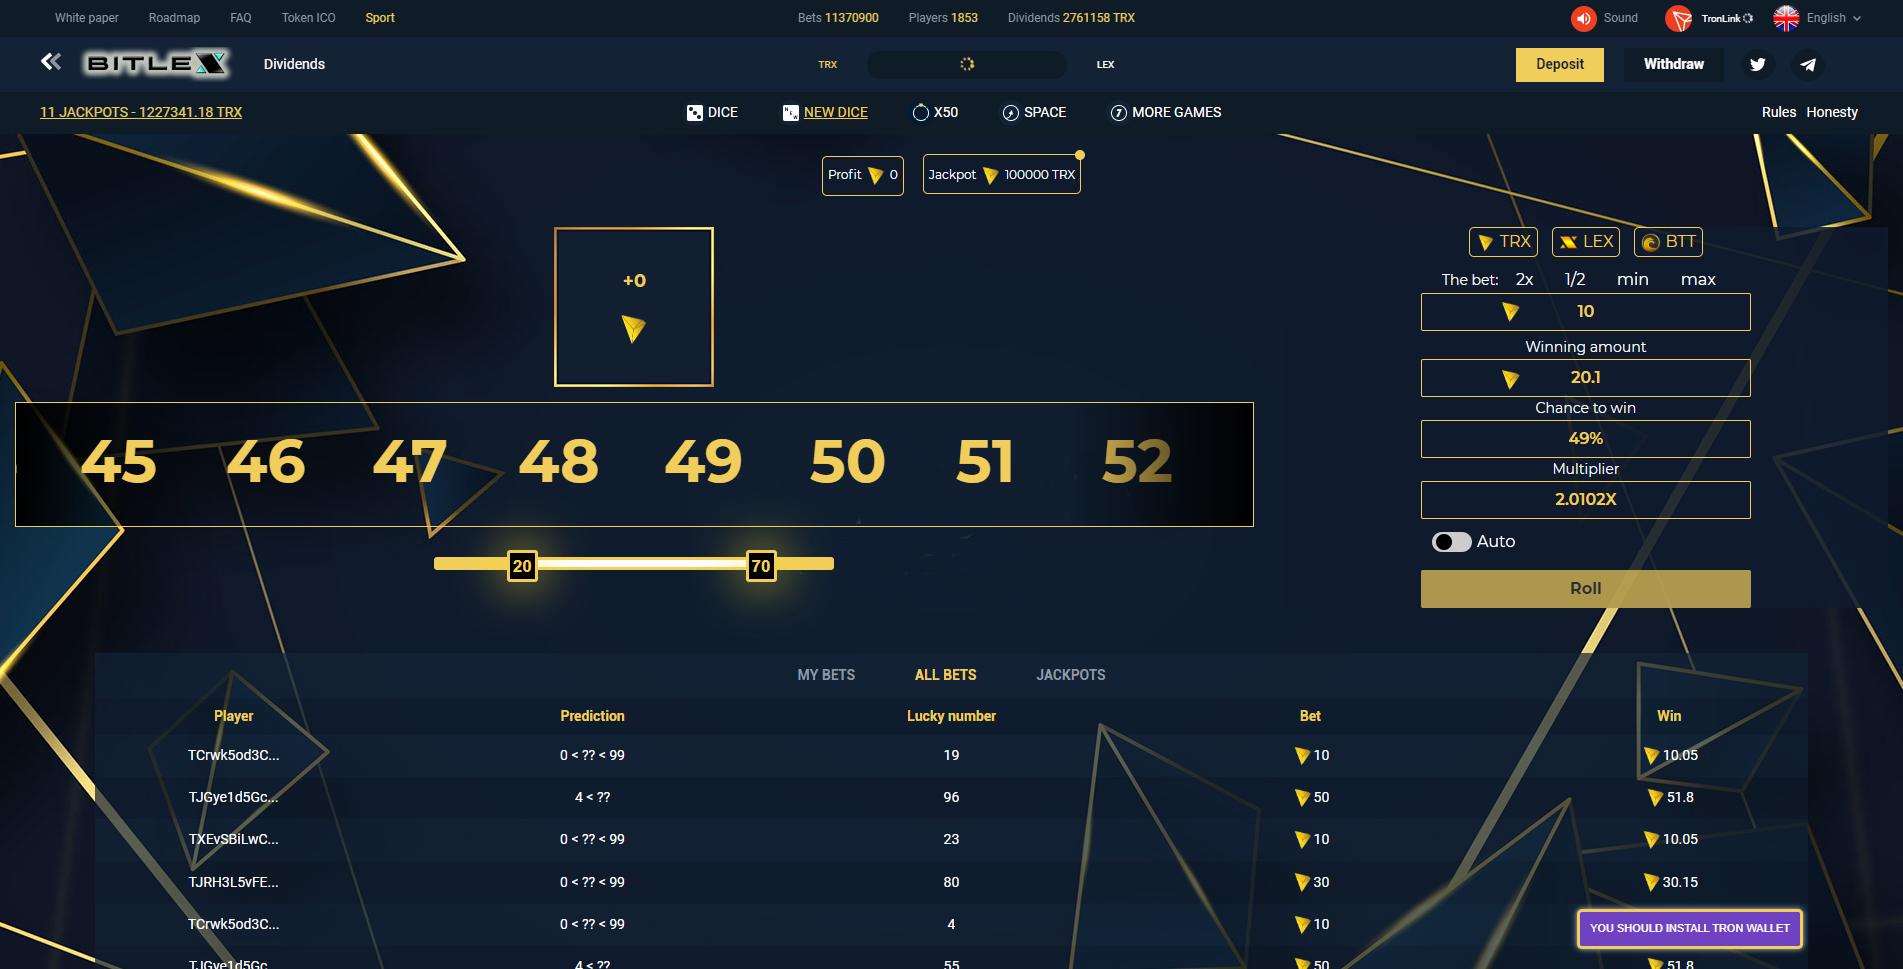 White paper Roadmap FAQ Token ICO Sport Bets 11370900 Players 1853 Dividends 2761158 TRX Sound TronLink English
BITLEX Dividends TRX LEX Deposit Withdraw
11 JACKPOTS - 1227341.18 TRX DICE NEW DICE X50 SPACE 7 MORE GAMES Rules Honesty
Profit 0 Jackpot 100000 TRX
TRX LEX BTT
+0
The bet: 2x 1/2 min max
10
Winning amount
20.1
Chance to win
49%
Multiplier
2.0102X
45 46 47 48 49 50 51 52
Auto
20 70
Roll
MY BETS ALL BETS JACKPOTS
Player Prediction Lucky number Bet Win
TCrwk5od3C... 0 < ?? < 99 19 10 10.05
TJGye1d5Gc... 4 < ?? 96 50 51.8
TXEvSBiLwC... 0 < ?? < 99 23 10 10.05
TJRH3L5vFE... 0 < ?? < 99 80 30 30.15
TCrwk5od3C... 0 < ?? < 99 4 10
YOU SHOULD INSTALL TRON WALLET
TJGye1d5Gc... 4 < ?? 55 50 51.8